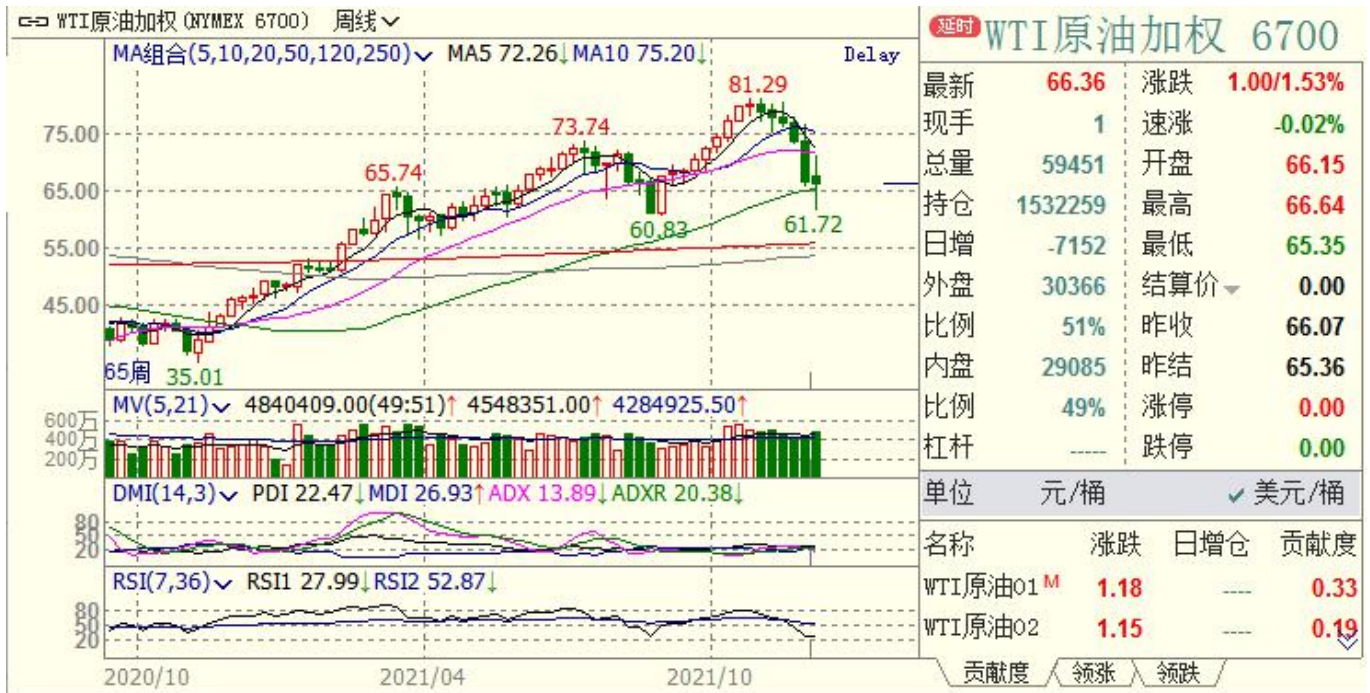 WTI原油加权(NYMEX 6700) 周线
MA组合(5,10,20,50,120,250) MA5 72.26↓ MA10 75.20↓ Delay
81.29
75.00
73.74
65.74
65.00
60.83
61.72
55.00
45.00
65周 35.01
MV(5,21) 4840409.00(49:51)↑ 4548351.00↑ 4284925.50↑
600万
400万
200万
DMI(14,3) PDI 22.47↓ MDI 26.93↑ ADX 13.89↓ ADXR 20.38↓
80
50
20
RSI(7,36) RSI1 27.99↓ RSI2 52.87↓
80
50
20
2020/10 2021/04 2021/10
延时 WTI原油加权 6700
最新 66.36 涨跌 1.00/1.53%
现手 1 速涨 -0.02%
总量 59451 开盘 66.15
持仓 1532259 最高 66.64
日增 -7152 最低 65.35
外盘 30366 结算价 0.00
比例 51% 昨收 66.07
内盘 29085 昨结 65.36
比例 49% 涨停 0.00
杠杆 ----- 跌停 0.00
单位 元/桶 ✓ 美元/桶
名称 涨跌 日增仓 贡献度
WTI原油01 M 1.18 ---- 0.33
WTI原油02 1.15 ---- 0.19
贡献度 领涨 领跌